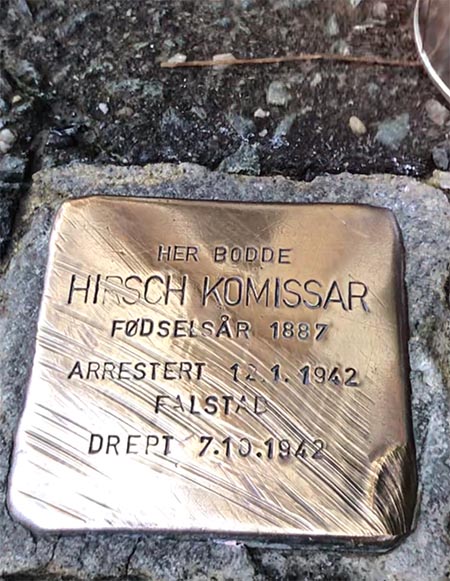 HER BODDE
HIRSCH KOMISSAR
FØDSELSÅR 1887
ARRESTERT 12.1.1942
FALSTAD
DREPT 7.10.1942